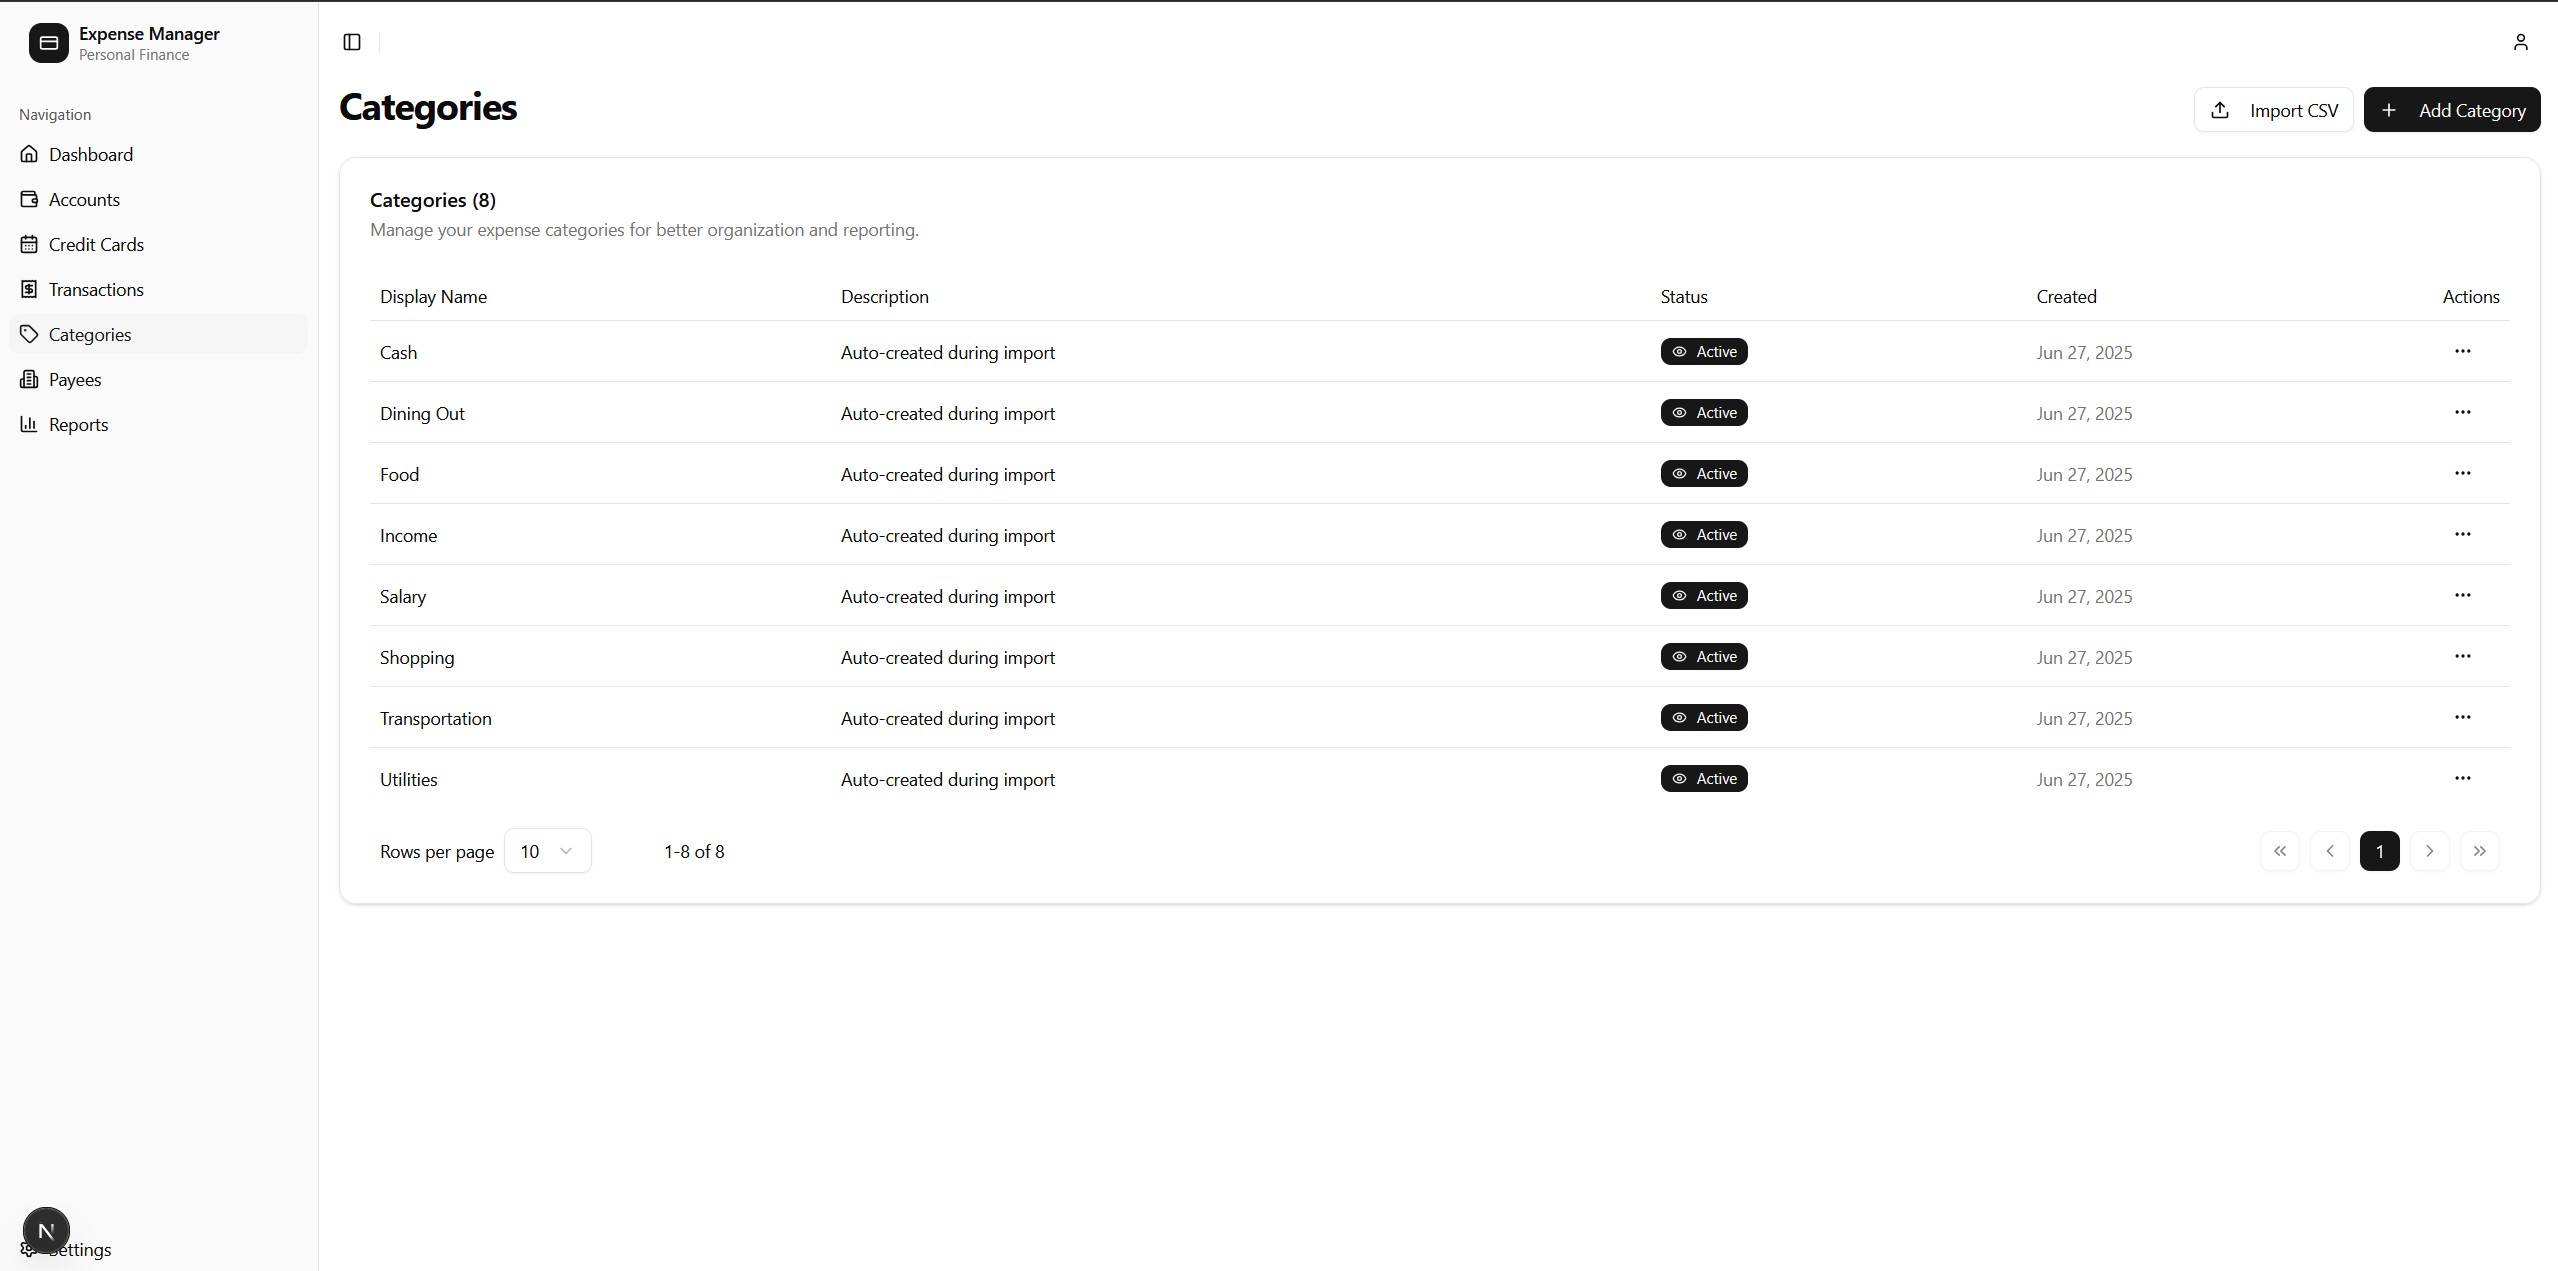 Expense Manager
Personal Finance
Navigation
Dashboard
Accounts
Credit Cards
Transactions
Categories
Payees
Reports
N
Settings
Categories
Import CSV
Add Category
Categories (8)
Manage your expense categories for better organization and reporting.
Display Name Description Status Created Actions
Cash Auto-created during import Active Jun 27, 2025
Dining Out Auto-created during import Active Jun 27, 2025
Food Auto-created during import Active Jun 27, 2025
Income Auto-created during import Active Jun 27, 2025
Salary Auto-created during import Active Jun 27, 2025
Shopping Auto-created during import Active Jun 27, 2025
Transportation Auto-created during import Active Jun 27, 2025
Utilities Auto-created during import Active Jun 27, 2025
Rows per page 10 1-8 of 8 1